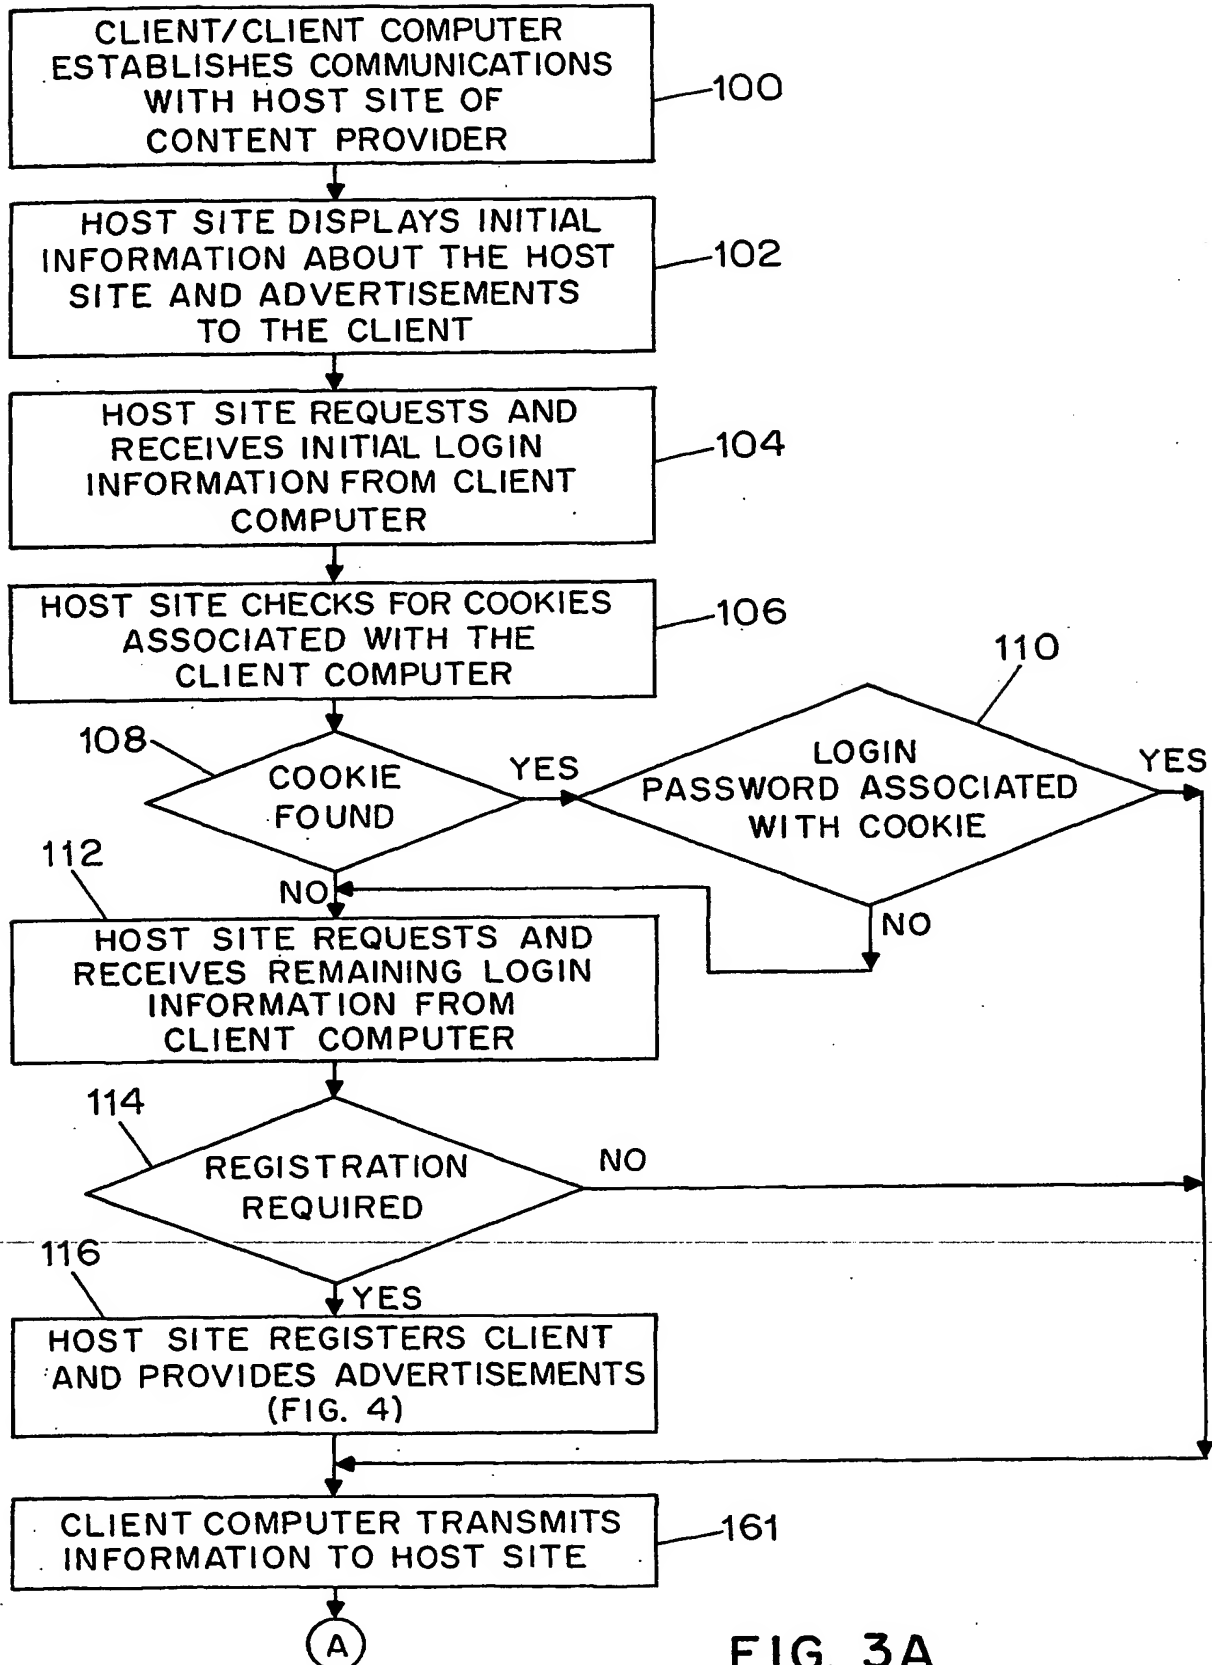 CLIENT/CLIENT COMPUTER
ESTABLISHES COMMUNICATIONS
WITH HOST SITE OF
CONTENT PROVIDER
100
HOST SITE DISPLAYS INITIAL
INFORMATION ABOUT THE HOST
SITE AND ADVERTISEMENTS
TO THE CLIENT
102
HOST SITE REQUESTS AND
RECEIVES INITIAL LOGIN
INFORMATION FROM CLIENT
COMPUTER
104
HOST SITE CHECKS FOR COOKIES
ASSOCIATED WITH THE
CLIENT COMPUTER
106
108
COOKIE
FOUND
YES
110
LOGIN
PASSWORD ASSOCIATED
WITH COOKIE
YES
NO
NO
112
HOST SITE REQUESTS AND
RECEIVES REMAINING LOGIN
INFORMATION FROM
CLIENT COMPUTER
114
REGISTRATION
REQUIRED
NO
YES
116
HOST SITE REGISTERS CLIENT
AND PROVIDES ADVERTISEMENTS
(FIG. 4)
CLIENT COMPUTER TRANSMITS
INFORMATION TO HOST SITE
161
A
FIG. 3A